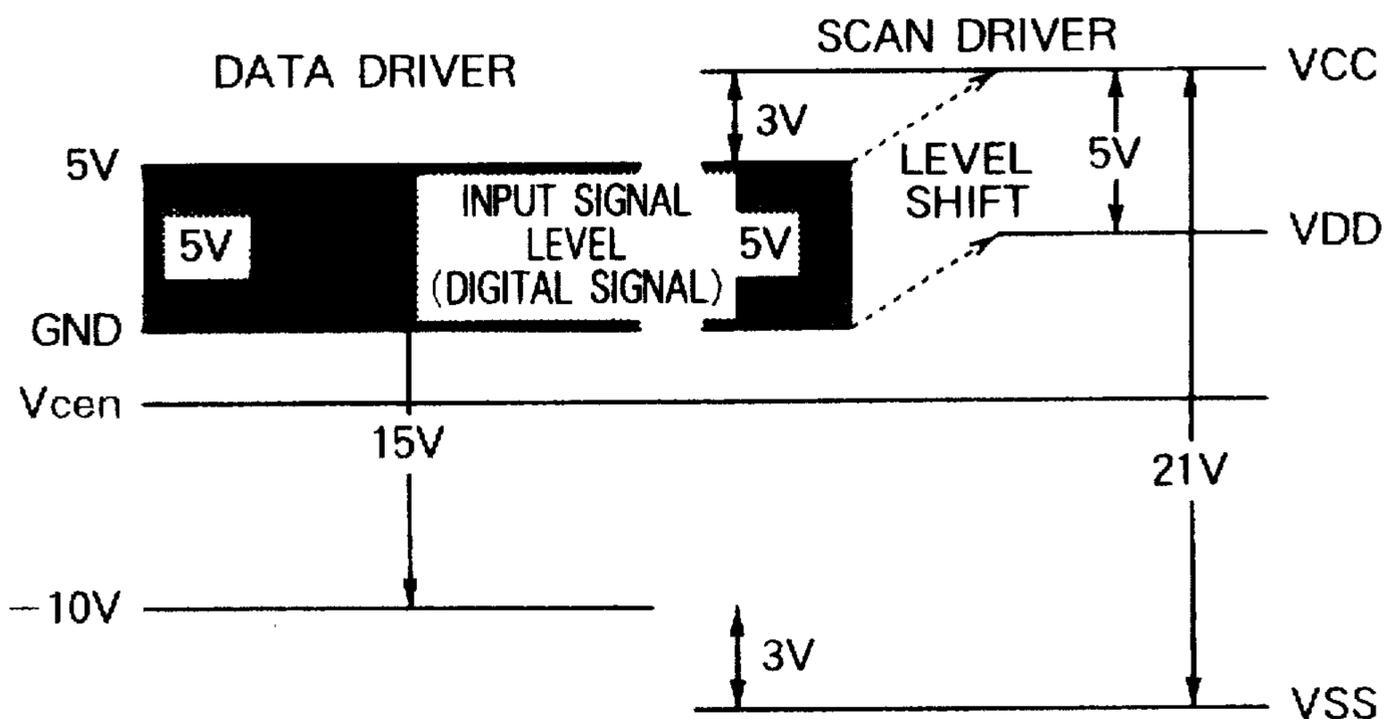 SCAN DRIVER
DATA DRIVER
VCC
3V
5V
LEVEL
SHIFT
5V
INPUT SIGNAL
LEVEL
(DIGITAL SIGNAL)
5V
5V
VDD
GND
Vcen
15V
21V
−10V
3V
VSS